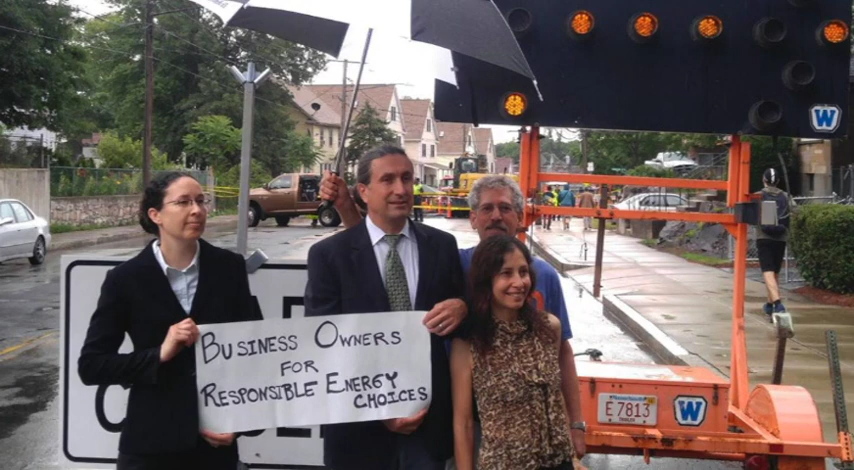 W
BUSINESS OWNERS
FOR
RESPONSIBLE ENERGY
CHOICES
E 7813
W